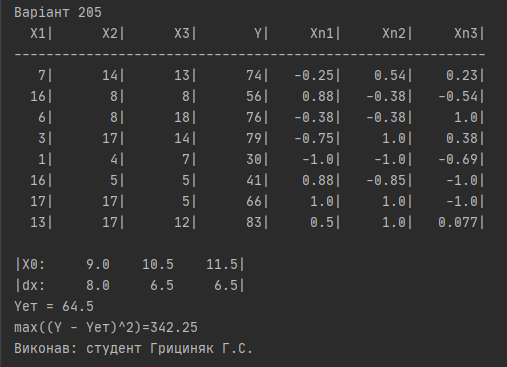 Варіант 205
X1| X2| X3| Y| Xn1| Xn2| Xn3|
--------------------------------------------------------
7| 14| 13| 74| -0.25| 0.54| 0.23|
16| 8| 8| 56| 0.88| -0.38| -0.54|
6| 8| 18| 76| -0.38| -0.38| 1.0|
3| 17| 14| 79| -0.75| 1.0| 0.38|
1| 4| 7| 30| -1.0| -1.0| -0.69|
16| 5| 5| 41| 0.88| -0.85| -1.0|
17| 17| 5| 66| 1.0| 1.0| -1.0|
13| 17| 12| 83| 0.5| 1.0| 0.077|
|X0: 9.0 10.5 11.5|
|dx: 8.0 6.5 6.5|
Yет = 64.5
max((Y - Yет)^2)=342.25
Виконав: студент Грициняк Г.С.